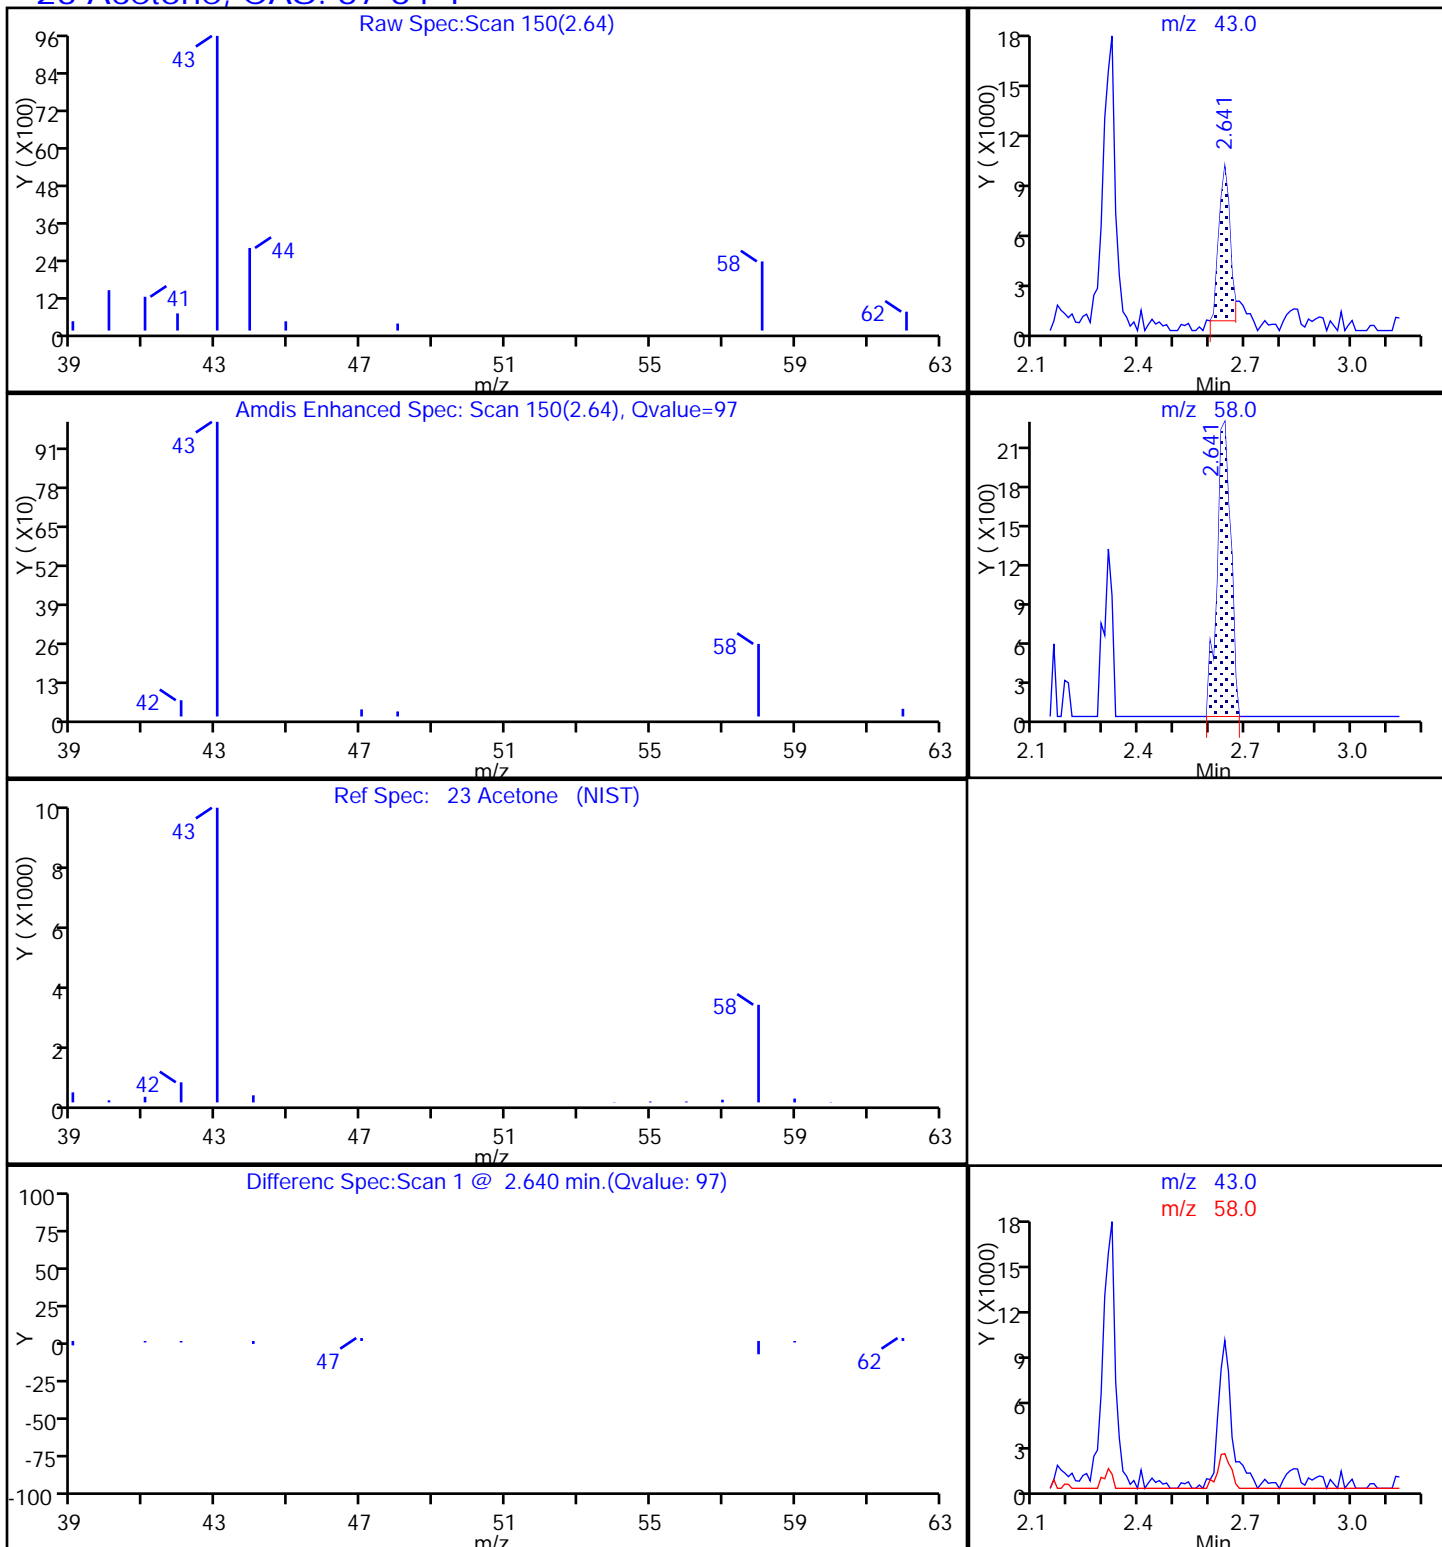 Raw Spec:Scan 150(2.64)
96
84
72
60
48
36
24
12
0
Y ( X100)
43
41
44
58
62
39 43 47 51 55 59 63
m/z
m/z 43.0
18
15
12
9
6
3
0
Y ( X1000)
2.641
2.1 2.4 2.7 3.0
Min
Amdis Enhanced Spec: Scan 150(2.64), Qvalue=97
91
78
65
52
39
26
13
0
Y ( X10)
43
42
58
39 43 47 51 55 59 63
m/z
m/z 58.0
21
18
15
12
9
6
3
0
Y ( X100)
2.641
2.1 2.4 2.7 3.0
Min
Ref Spec: 23 Acetone (NIST)
10
8
6
4
2
0
Y ( X1000)
43
42
58
39 43 47 51 55 59 63
m/z
Differenc Spec:Scan 1 @ 2.640 min.(Qvalue: 97)
100
75
50
25
0
-25
-50
-75
-100
Y
47
62
39 43 47 51 55 59 63
m/z
m/z 43.0
m/z 58.0
18
15
12
9
6
3
0
Y ( X1000)
2.1 2.4 2.7 3.0
Min